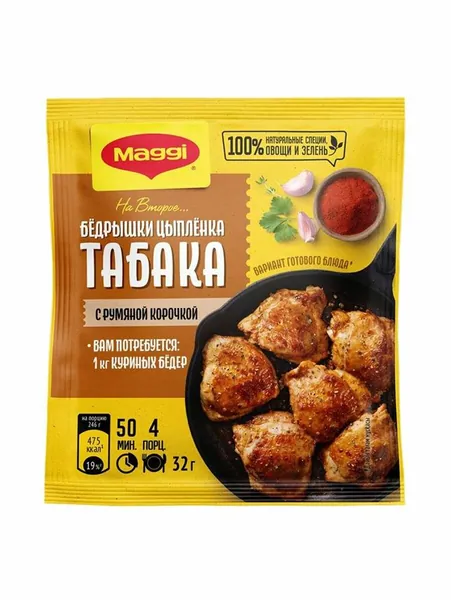 Maggi
®
100% НАТУРАЛЬНЫЕ СПЕЦИИ,
ОВОЩИ И ЗЕЛЕНЬ
На Второе...
БЁДРЫШКИ ЦЫПЛЁНКА
ТАБАКА
С РУМЯНОЙ КОРОЧКОЙ
ВАРИАНТ ГОТОВОГО БЛЮДА*
• ВАМ ПОТРЕБУЕТСЯ:
1 кг КУРИНЫХ БЁДЕР
на порцию
246 г
475
ккал
19%
50 4
МИН. ПОРЦ.
32 г